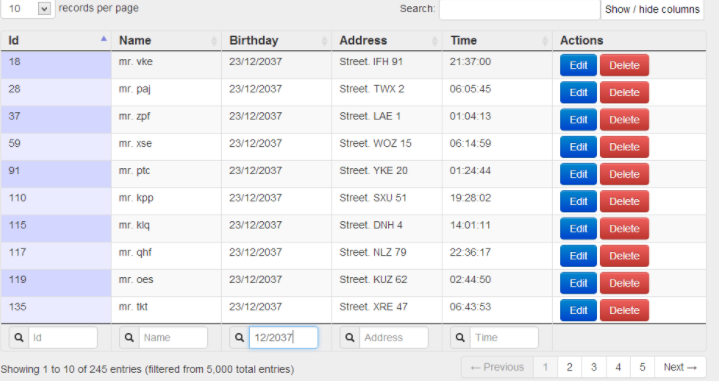 10 records per page Search: Show / hide columns
Id Name Birthday Address Time Actions
18 mr. vke 23/12/2037 Street. IFH 91 21:37:00 Edit Delete
28 mr. paj 23/12/2037 Street. TWX 2 06:05:45 Edit Delete
37 mr. zpf 23/12/2037 Street. LAE 1 01:04:13 Edit Delete
59 mr. xse 23/12/2037 Street. WOZ 15 06:14:59 Edit Delete
91 mr. ptc 23/12/2037 Street. YKE 20 01:24:44 Edit Delete
110 mr. kpp 23/12/2037 Street. SXU 51 19:28:02 Edit Delete
115 mr. klq 23/12/2037 Street. DNH 4 14:01:11 Edit Delete
117 mr. qhf 23/12/2037 Street. NLZ 79 22:36:17 Edit Delete
119 mr. oes 23/12/2037 Street. KUZ 62 02:44:50 Edit Delete
135 mr. tkt 23/12/2037 Street. XRE 47 06:43:53 Edit Delete
Id Name 12/2037 Address Time
Showing 1 to 10 of 245 entries (filtered from 5,000 total entries) ← Previous 1 2 3 4 5 Next →